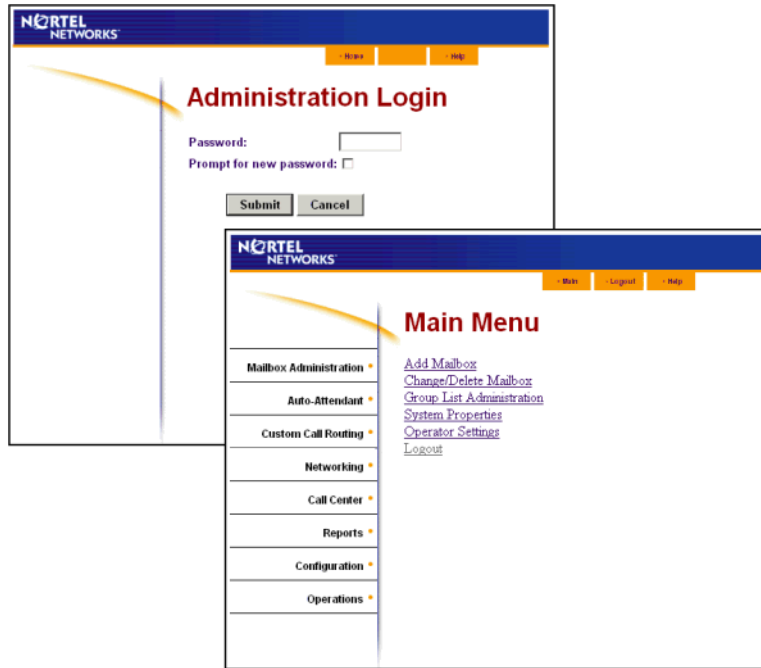 NORTEL
NETWORKS
- Home
- Help
Administration Login
Password:
Prompt for new password:
Submit
Cancel
NORTEL
NETWORKS
- Main
- Logout
- Help
Main Menu
Mailbox Administration
Auto-Attendant
Custom Call Routing
Networking
Call Center
Reports
Configuration
Operations
Add Mailbox
Change/Delete Mailbox
Group List Administration
System Properties
Operator Settings
Logout